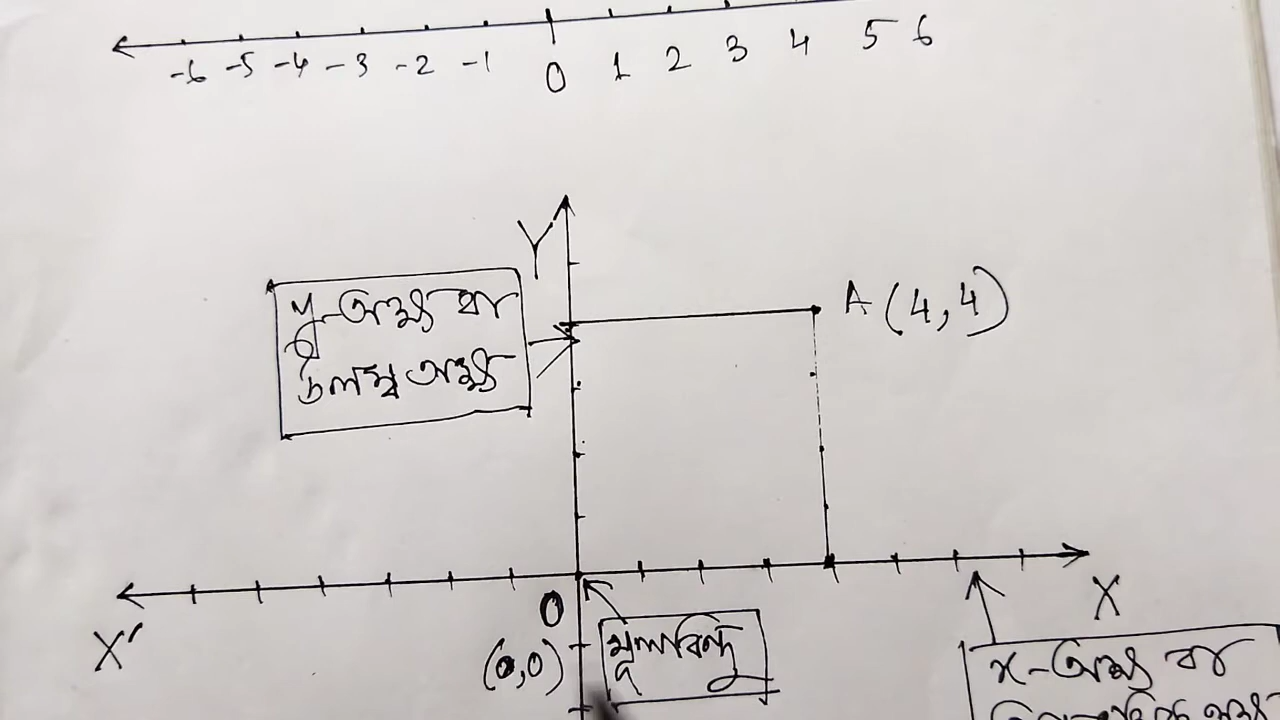 -6 -5 -4 -3 -2 -1 0 1 2 3 4 5 6
Y
y-অক্ষ বা
উলম্ব অক্ষ
A (4,4)
X'
0
(0,0)
মূলবিন্দু
X
x-অক্ষ বা